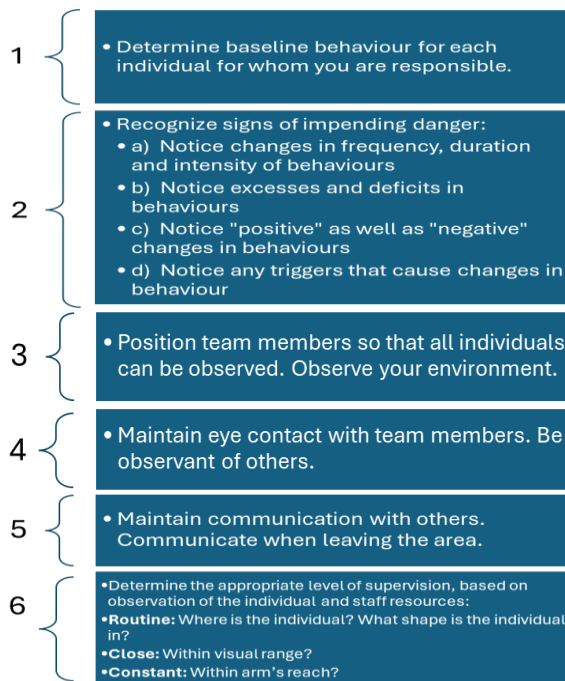 1
• Determine baseline behaviour for each
individual for whom you are responsible.
2
• Recognize signs of impending danger:
• a) Notice changes in frequency, duration
and intensity of behaviours
• b) Notice excesses and deficits in
behaviours
• c) Notice "positive" as well as "negative"
changes in behaviours
• d) Notice any triggers that cause changes in
behaviour
3
• Position team members so that all individuals
can be observed. Observe your environment.
4
• Maintain eye contact with team members. Be
observant of others.
5
• Maintain communication with others.
Communicate when leaving the area.
6
•Determine the appropriate level of supervision, based on
observation of the individual and staff resources:
•Routine: Where is the individual? What shape is the individual
in?
•Close: Within visual range?
•Constant: Within arm's reach?